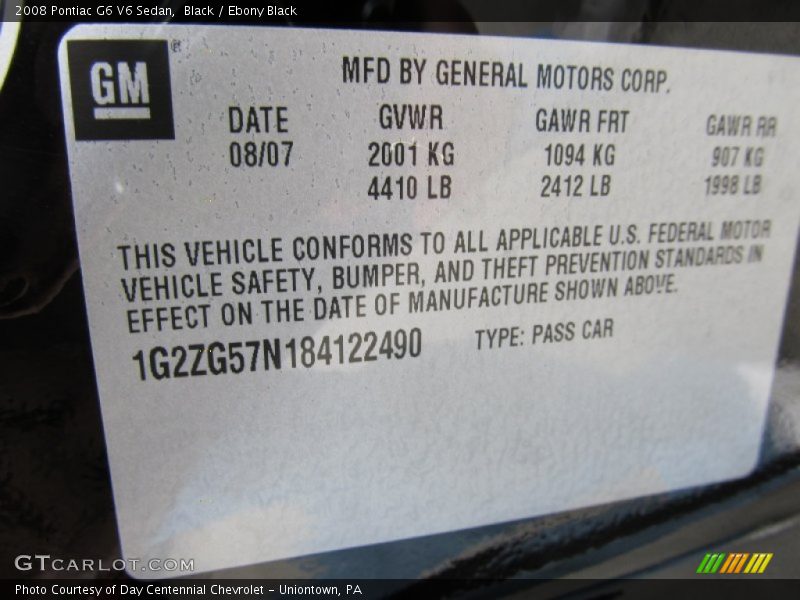 2008 Pontiac G6 V6 Sedan, Black / Ebony Black
GM®
MFD BY GENERAL MOTORS CORP.
DATE GVWR GAWR FRT GAWR RR
08/07 2001 KG 1094 KG 907 KG
4410 LB 2412 LB 1998 LB
THIS VEHICLE CONFORMS TO ALL APPLICABLE U.S. FEDERAL MOTOR
VEHICLE SAFETY, BUMPER, AND THEFT PREVENTION STANDARDS IN
EFFECT ON THE DATE OF MANUFACTURE SHOWN ABOVE.
1G2ZG57N184122490 TYPE: PASS CAR
GTCARLOT.COM
Photo Courtesy of Day Centennial Chevrolet - Uniontown, PA